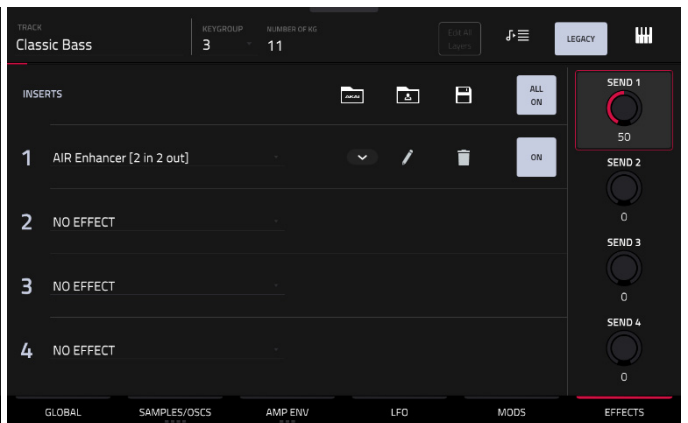 TRACK
Classic Bass
KEYGROUP
3
NUMBER OF KG
11
Edit All
Layers
LEGACY
INSERTS
AKAI
ALL
ON
1 AIR Enhancer [2 in 2 out]
ON
2 NO EFFECT
3 NO EFFECT
4 NO EFFECT
SEND 1
50
SEND 2
0
SEND 3
0
SEND 4
0
GLOBAL SAMPLES/OSCS AMP ENV LFO MODS EFFECTS